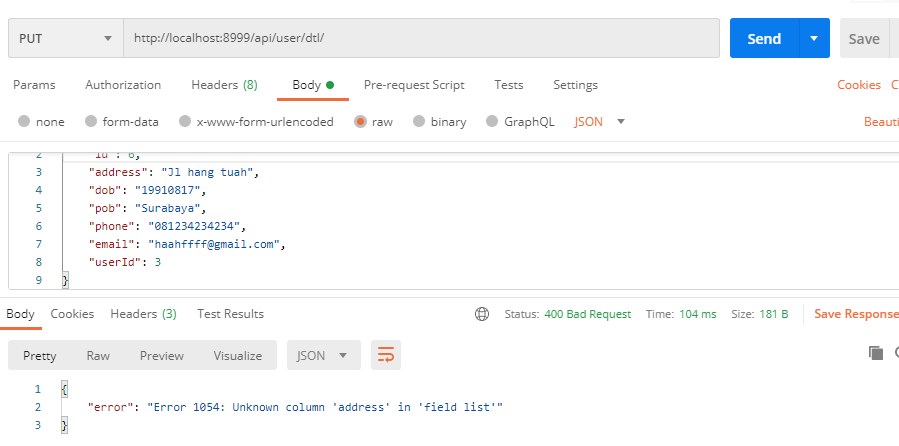 PUT http://localhost:8999/api/user/dtl/ Send Save
Params Authorization Headers (8) Body Pre-request Script Tests Settings Cookies C
none form-data x-www-form-urlencoded raw binary GraphQL JSON Beauti
2 "id": 6,
3 "address": "Jl hang tuah",
4 "dob": "19910817",
5 "pob": "Surabaya",
6 "phone": "081234234234",
7 "email": "haahffff@gmail.com",
8 "userId": 3
9 }
Body Cookies Headers (3) Test Results Status: 400 Bad Request Time: 104 ms Size: 181 B Save Response
Pretty Raw Preview Visualize JSON
1 {
2 "error": "Error 1054: Unknown column 'address' in 'field list'"
3 }